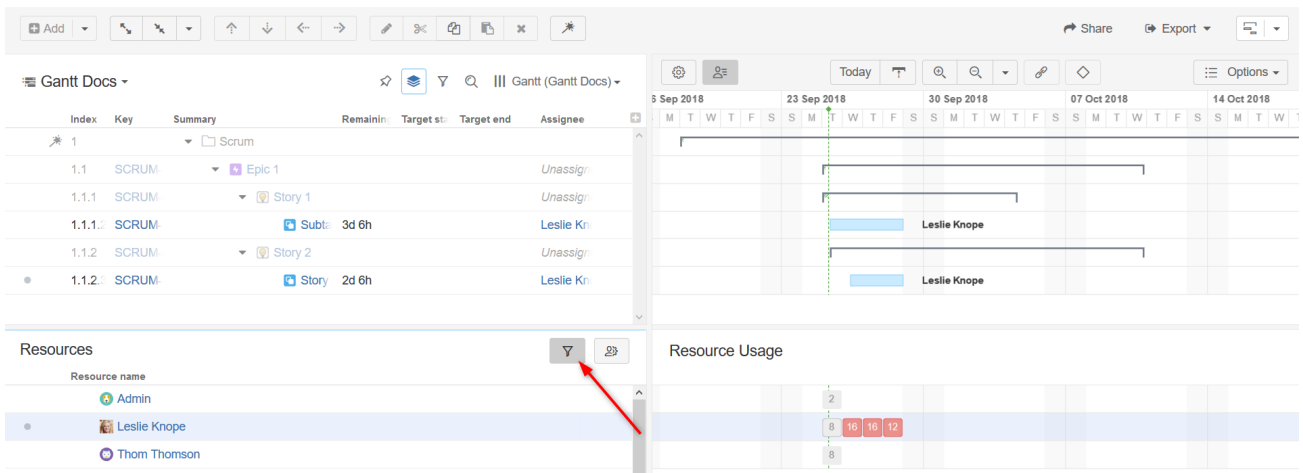 Add
Share
Export
Gantt Docs
Gantt (Gantt Docs)
Today
Options
Sep 2018 23 Sep 2018 30 Sep 2018 07 Oct 2018 14 Oct 2018
Index Key Summary Remainin Target sta Target end Assignee
M T W T F S S M T W T F S S M T W T F S S M T W T F S S M T W
1 Scrum
1.1 SCRUM- Epic 1 Unassign
1.1.1 SCRUM- Story 1 Unassign
1.1.1. SCRUM- Subta 3d 6h Leslie Kn Leslie Knope
1.1.2 SCRUM- Story 2 Unassign
1.1.2. SCRUM- Story 2d 6h Leslie Kn Leslie Knope
Resources
Resource Usage
Resource name
Admin 2
Leslie Knope 8 16 16 12
Thom Thomson 8